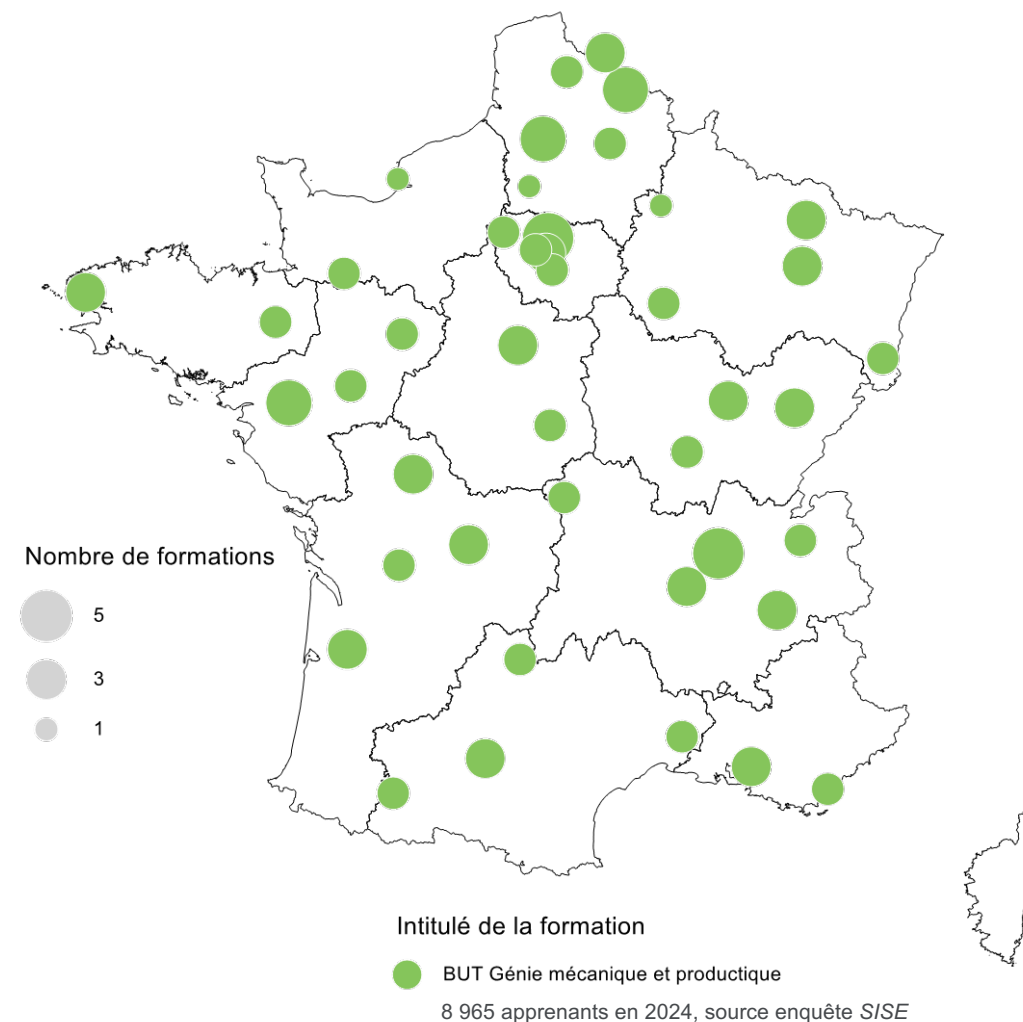 Nombre de formations
5
3
1
Intitulé de la formation
BUT Génie mécanique et productique
8 965 apprenants en 2024, source enquête SISE